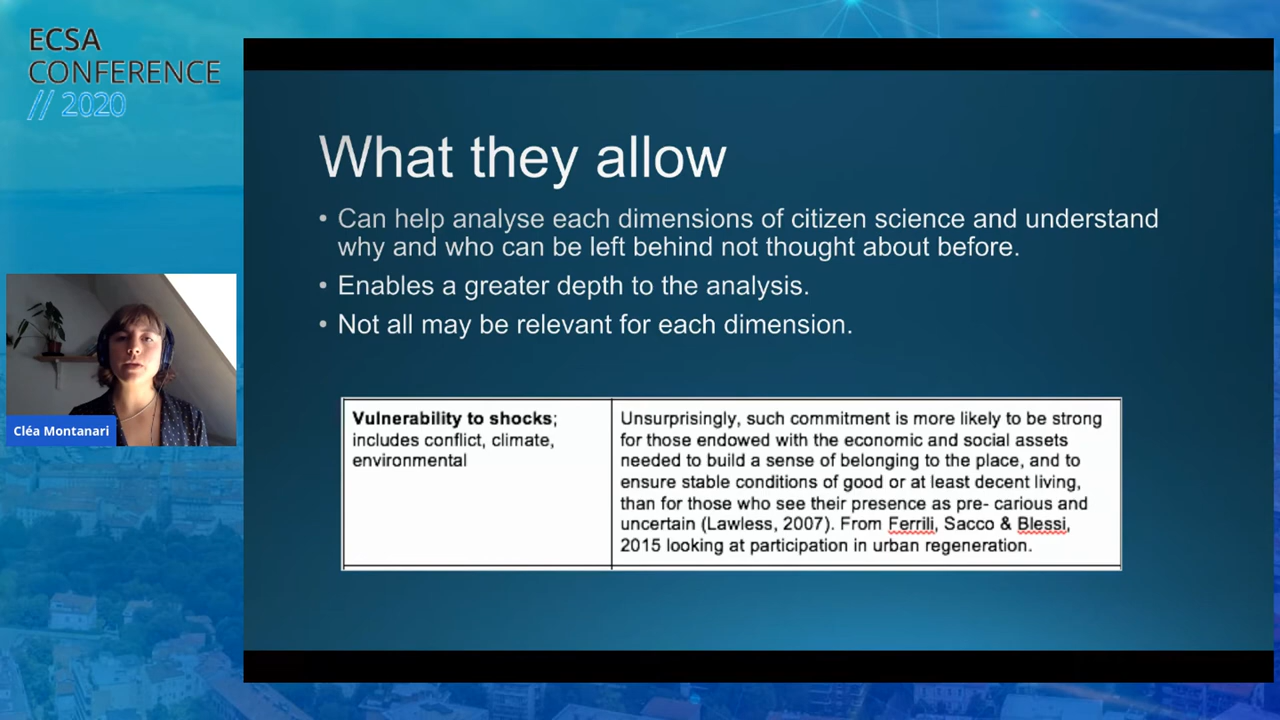 ECSA
CONFERENCE
// 2020
What they allow
• Can help analyse each dimensions of citizen science and understand
why and who can be left behind not thought about before.
• Enables a greater depth to the analysis.
• Not all may be relevant for each dimension.
Cléa Montanari
Vulnerability to shocks;
includes conflict, climate,
environmental
Unsurprisingly, such commitment is more likely to be strong
for those endowed with the economic and social assets
needed to build a sense of belonging to the place, and to
ensure stable conditions of good or at least decent living,
than for those who see their presence as pre- carious and
uncertain (Lawless, 2007). From Ferrili, Sacco & Blessi,
2015 looking at participation in urban regeneration.